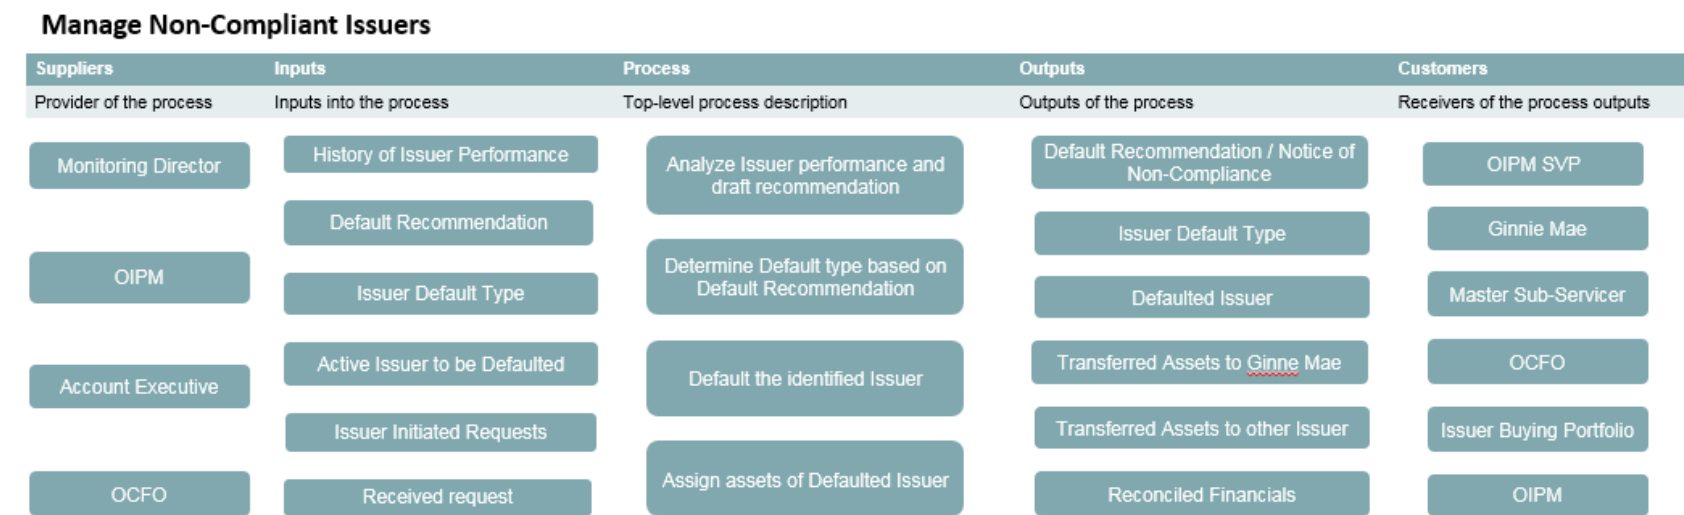 Manage Non-Compliant Issuers
Suppliers
Inputs
Process
Outputs
Customers
Provider of the process
Inputs into the process
Top-level process description
Outputs of the process
Receivers of the process outputs
Monitoring Director
OIPM
Account Executive
OCFO
History of Issuer Performance
Default Recommendation
Issuer Default Type
Active Issuer to be Defaulted
Issuer Initiated Requests
Received request
Analyze Issuer performance and
draft recommendation
Determine Default type based on
Default Recommendation
Default the identified Issuer
Assign assets of Defaulted Issuer
Default Recommendation / Notice of
Non-Compliance
Issuer Default Type
Defaulted Issuer
Transferred Assets to Ginne Mae
Transferred Assets to other Issuer
Reconciled Financials
OIPM SVP
Ginnie Mae
Master Sub-Servicer
OCFO
Issuer Buying Portfolio
OIPM